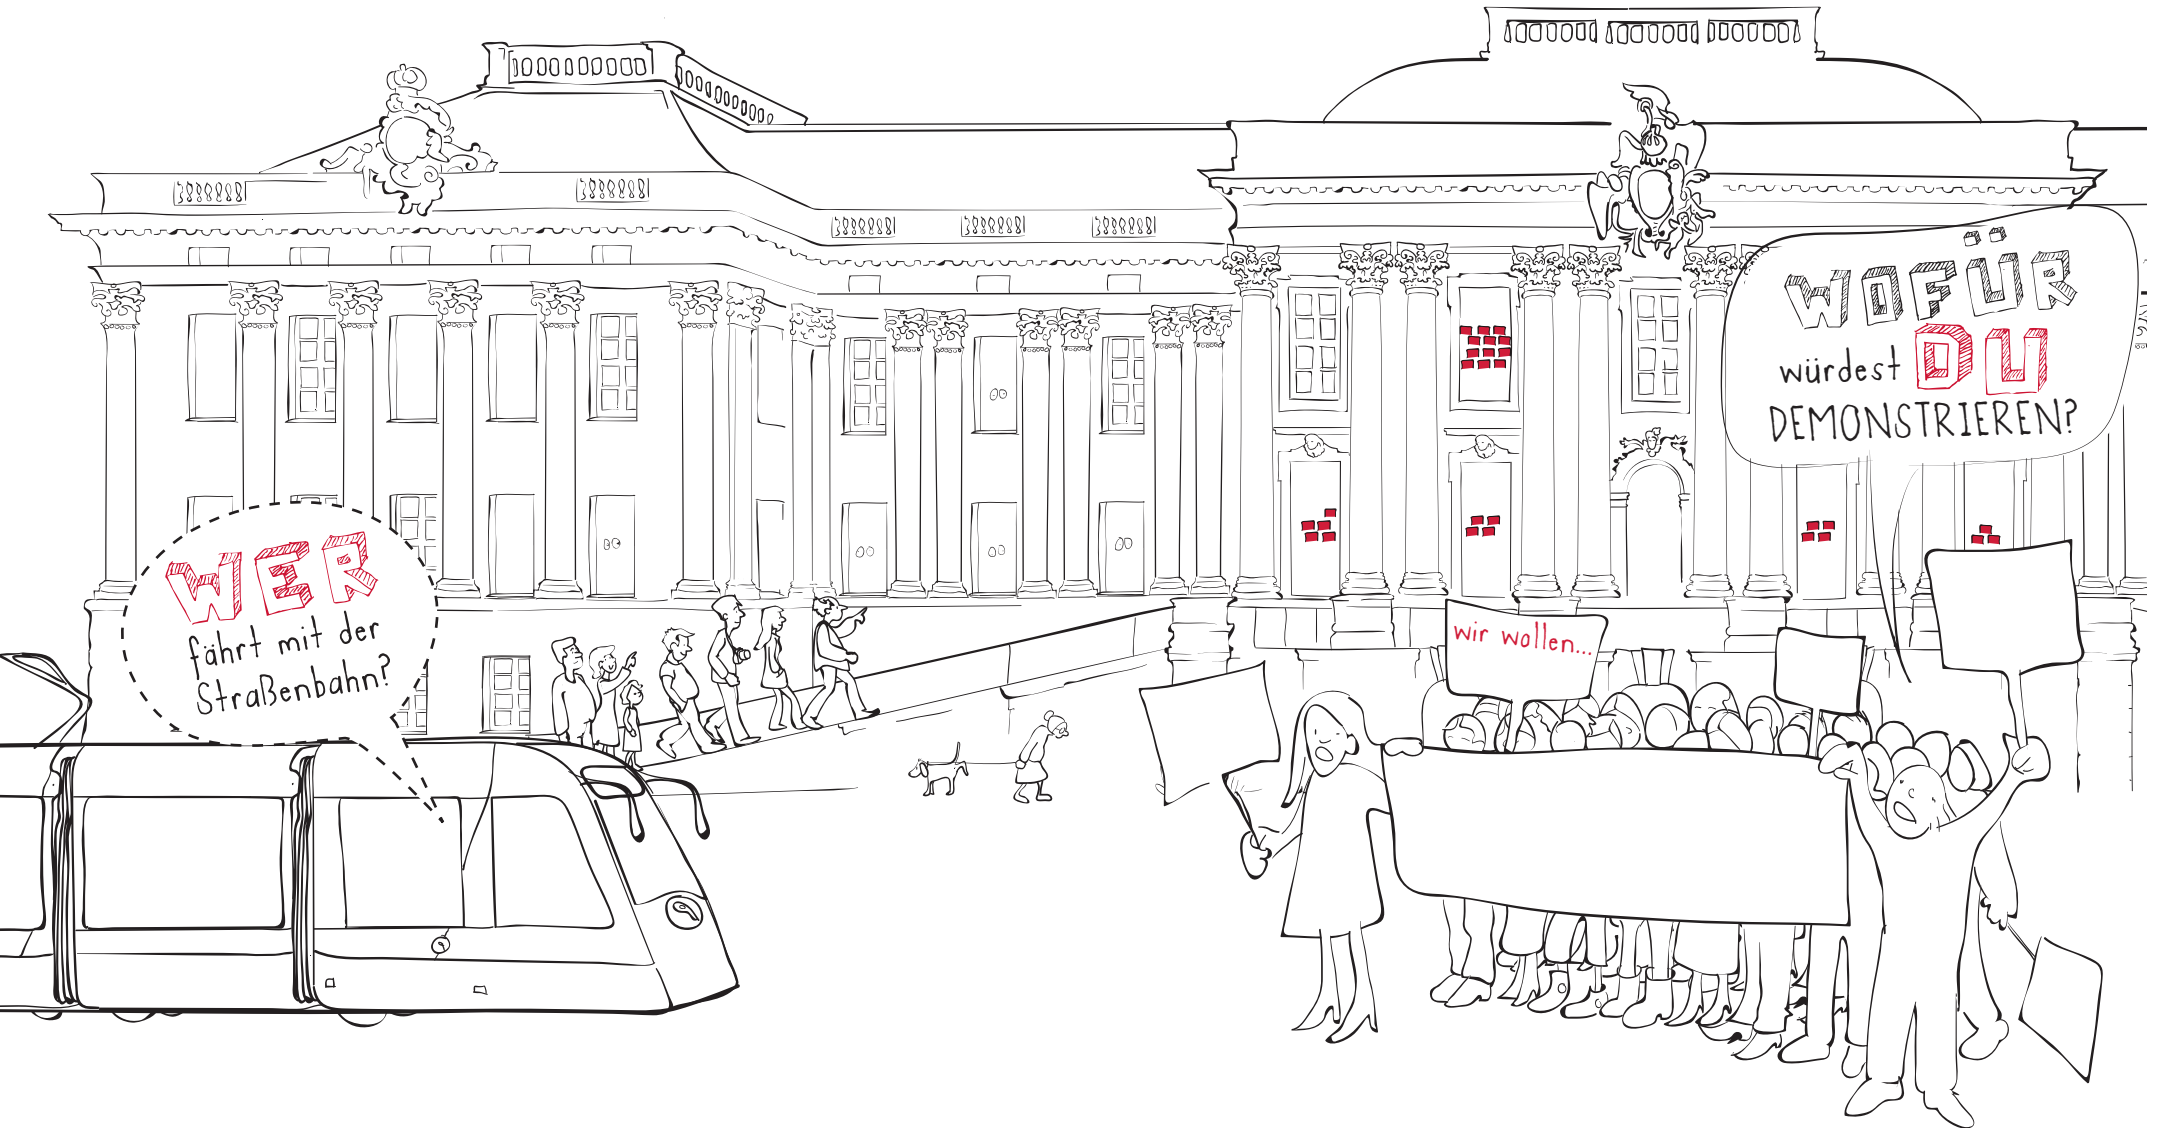 WOFÜR
würdest DU
DEMONSTRIEREN?
WER
fährt mit der
Straßenbahn?
wir wollen...